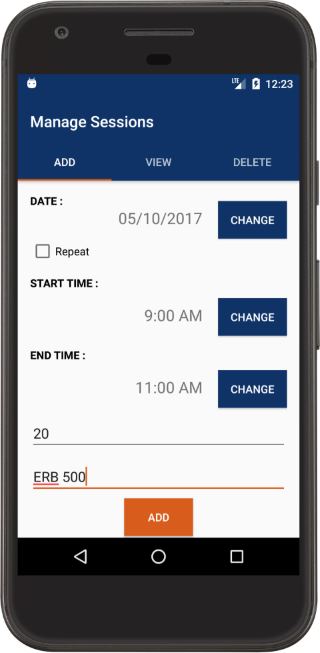 LTE 12:23
Manage Sessions
ADD VIEW DELETE
DATE :
05/10/2017 CHANGE
Repeat
START TIME :
9:00 AM CHANGE
END TIME :
11:00 AM CHANGE
20
ERB 500
ADD